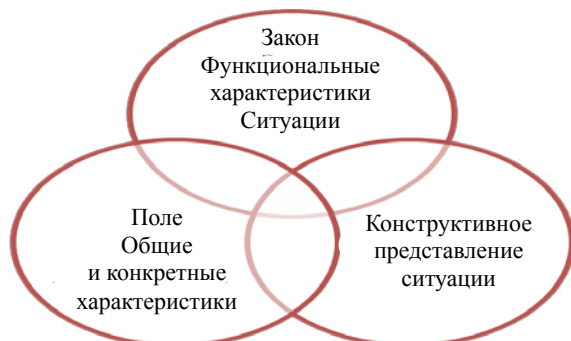 Закон
Функциональные
характеристики
Ситуации
Поле
Общие
и конкретные
характеристики
Конструктивное
представление
ситуации